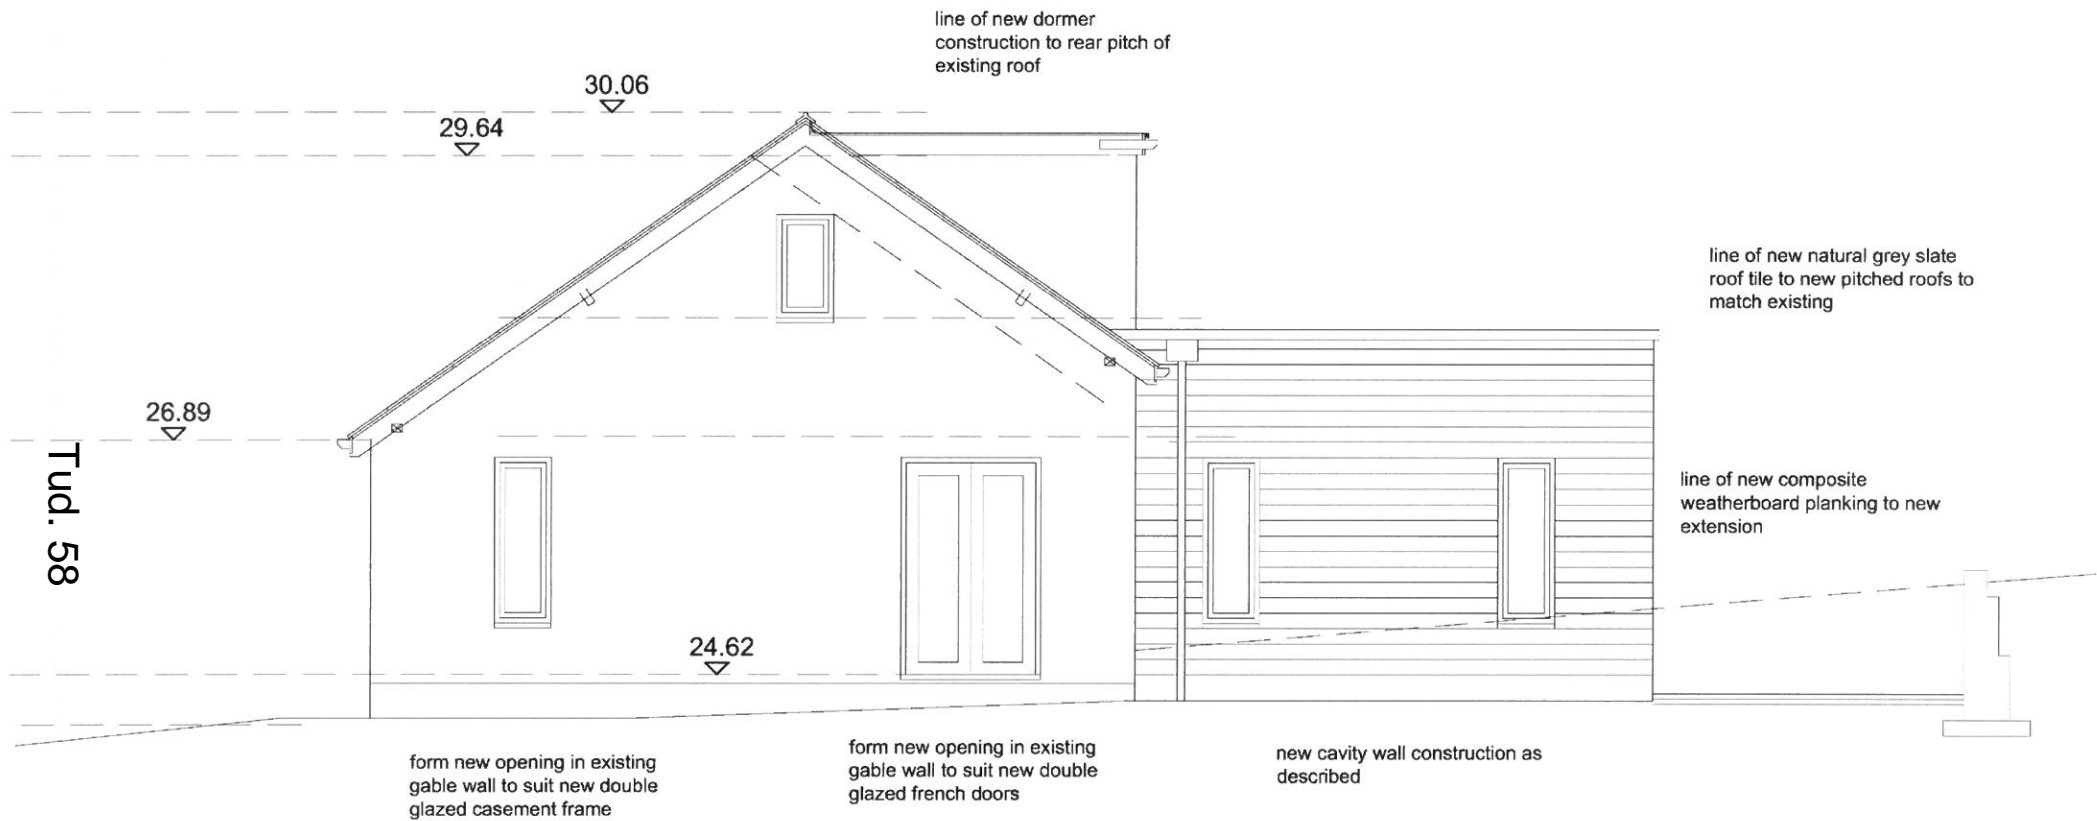 line of new dormer
construction to rear pitch of
existing roof
30.06
29.64
line of new natural grey slate
roof tile to new pitched roofs to
match existing
26.89
Tud. 58
line of new composite
weatherboard planking to new
extension
24.62
form new opening in existing
gable wall to suit new double
glazed casement frame
form new opening in existing
gable wall to suit new double
glazed french doors
new cavity wall construction as
described